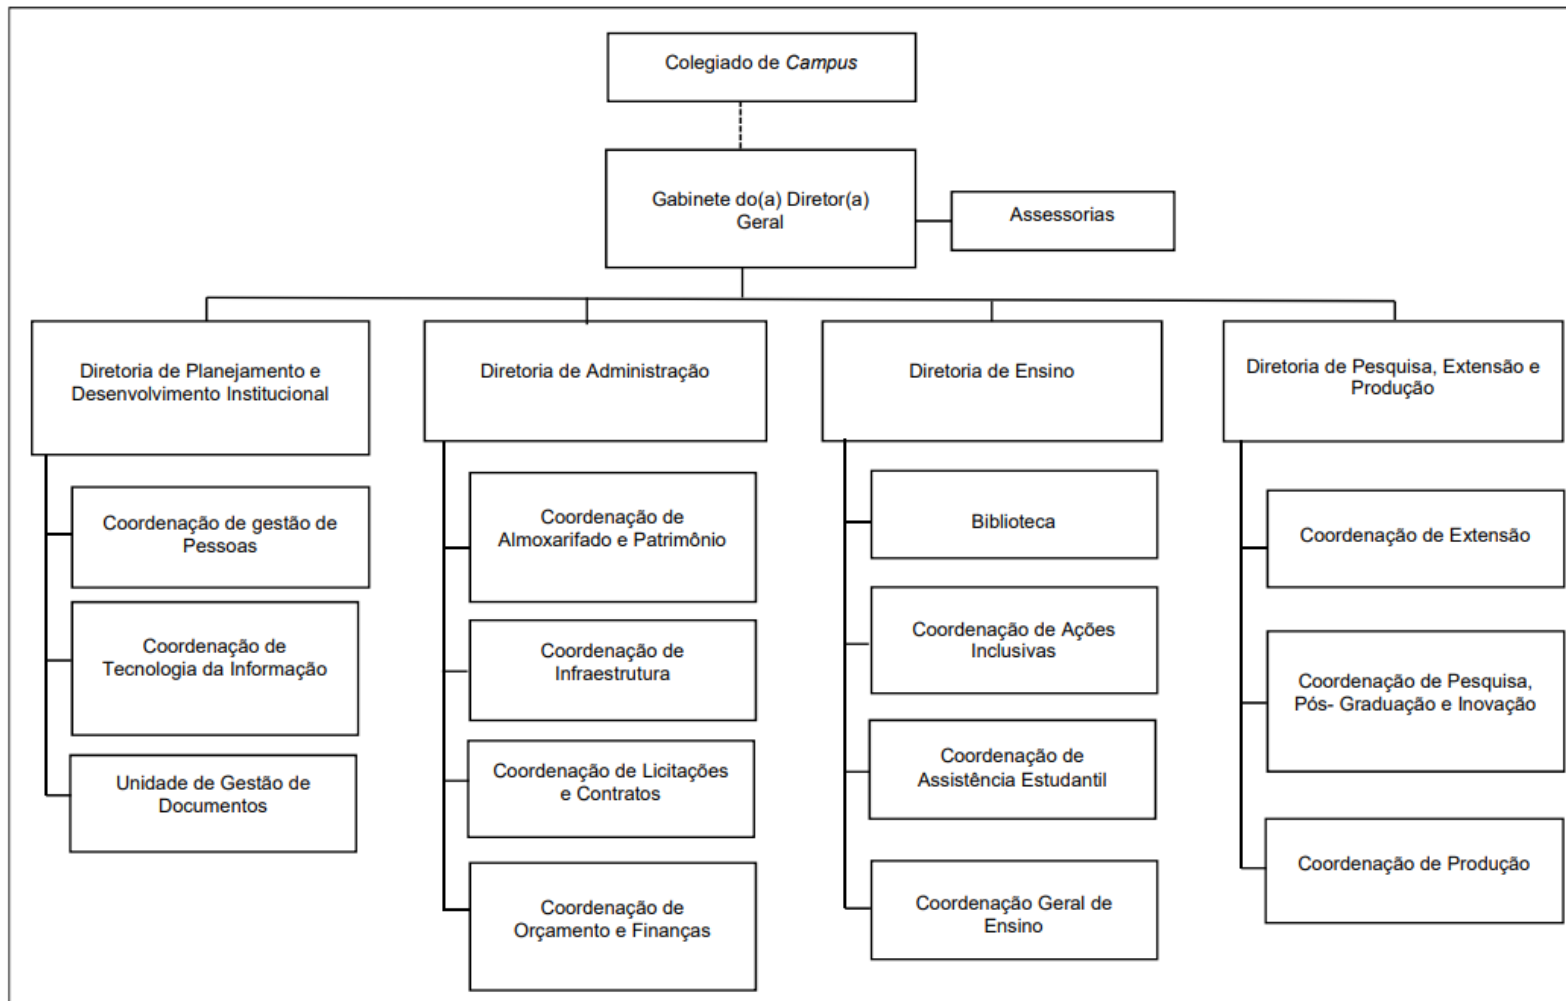 Colegiado de Campus
Gabinete do(a) Diretor(a)
Geral
Assessorias
Diretoria de Planejamento e
Desenvolvimento Institucional
Coordenação de gestão de
Pessoas
Coordenação de
Tecnologia da Informação
Unidade de Gestão de
Documentos
Diretoria de Administração
Coordenação de
Almoxarifado e Patrimônio
Coordenação de
Infraestrutura
Coordenação de Licitações
e Contratos
Coordenação de
Orçamento e Finanças
Diretoria de Ensino
Biblioteca
Coordenação de Ações
Inclusivas
Coordenação de
Assistência Estudantil
Coordenação Geral de
Ensino
Diretoria de Pesquisa, Extensão e
Produção
Coordenação de Extensão
Coordenação de Pesquisa,
Pós- Graduação e Inovação
Coordenação de Produção